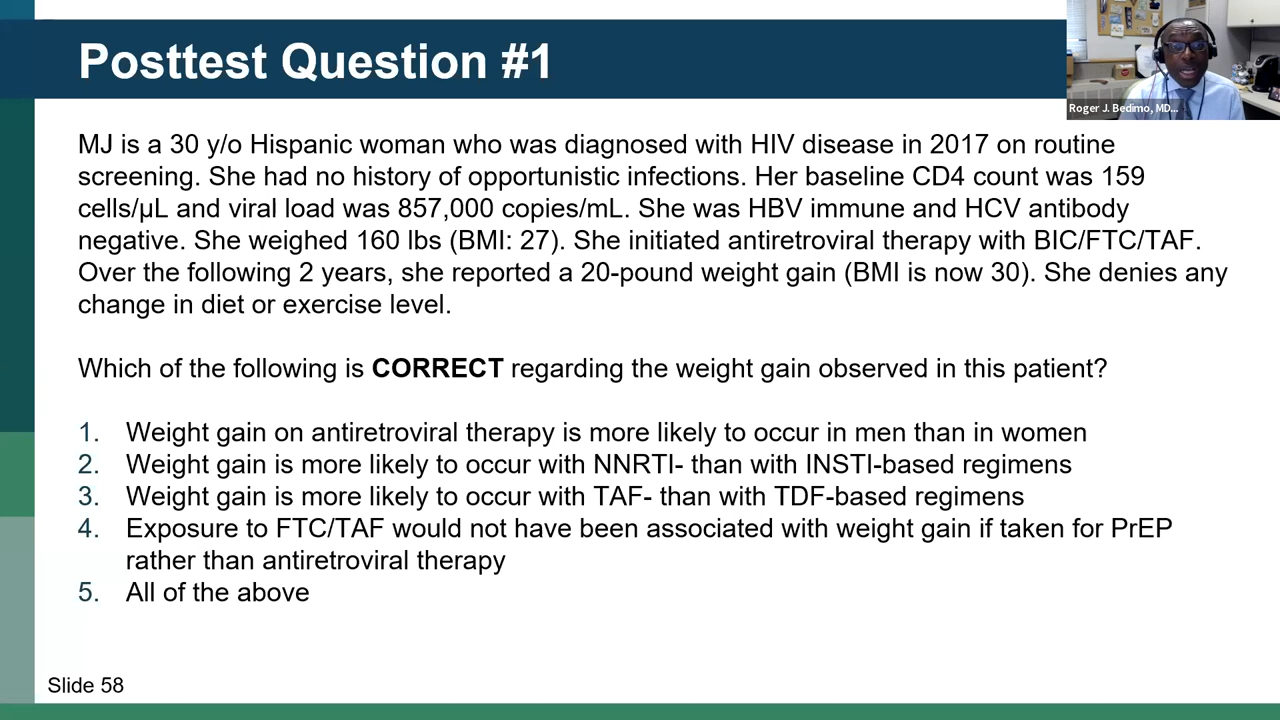 Posttest Question #1
Roger J. Bedimo, MD...
MJ is a 30 y/o Hispanic woman who was diagnosed with HIV disease in 2017 on routine
screening. She had no history of opportunistic infections. Her baseline CD4 count was 159
cells/µL and viral load was 857,000 copies/mL. She was HBV immune and HCV antibody
negative. She weighed 160 lbs (BMI: 27). She initiated antiretroviral therapy with BIC/FTC/TAF.
Over the following 2 years, she reported a 20-pound weight gain (BMI is now 30). She denies any
change in diet or exercise level.
Which of the following is CORRECT regarding the weight gain observed in this patient?
1. Weight gain on antiretroviral therapy is more likely to occur in men than in women
2. Weight gain is more likely to occur with NNRTI- than with INSTI-based regimens
3. Weight gain is more likely to occur with TAF- than with TDF-based regimens
4. Exposure to FTC/TAF would not have been associated with weight gain if taken for PrEP
rather than antiretroviral therapy
5. All of the above
Slide 58